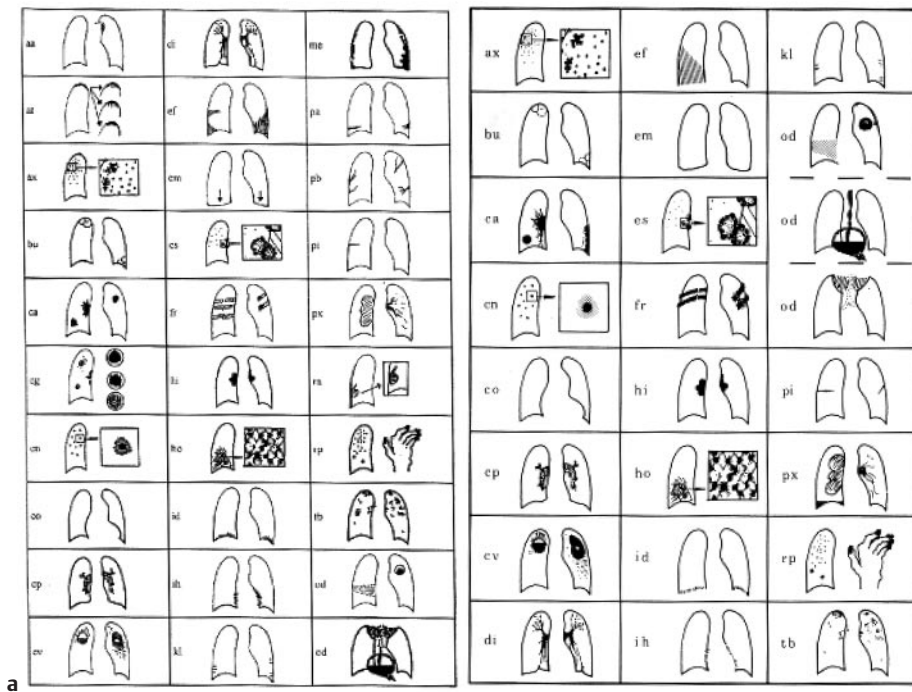 aa di me
at ef pa
ax em pb
bu es pi
ca fr px
cg hi ra
cn ho rp
co id tb
cp ih od
cv kl od
a
ax ef kl
bu em od
ca es od
cn fr od
co hi pi
cp ho px
cv id rp
di ih tb